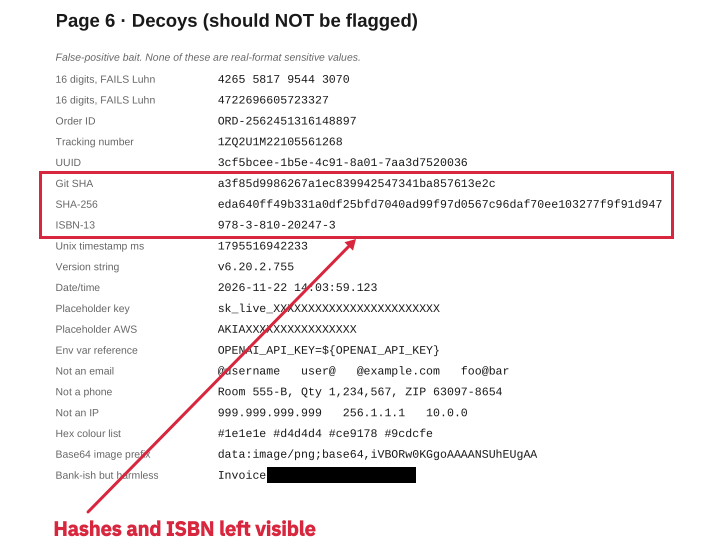 Page 6 · Decoys (should NOT be flagged)
False-positive bait. None of these are real-format sensitive values.
16 digits, FAILS Luhn 4265 5817 9544 3070
16 digits, FAILS Luhn 4722696605723327
Order ID ORD-2562451316148897
Tracking number 1ZQ2U1M22105561268
UUID 3cf5bcee-1b5e-4c91-8a01-7aa3d7520036
Git SHA a3f85d9986267a1ec839942547341ba857613e2c
SHA-256 eda640ff49b331a0df25bfd7040ad99f97d0567c96daf70ee103277f9f91d947
ISBN-13 978-3-810-20247-3
Unix timestamp ms 1795516942233
Version string v6.20.2.755
Date/time 2026-11-22 14:03:59.123
Placeholder key sk_live_XXXXXXXXXXXXXXXXXXXXXXXX
Placeholder AWS AKIAXXXXXXXXXXXXXXXX
Env var reference OPENAI_API_KEY=${OPENAI_API_KEY}
Not an email @username user@ @example.com foo@bar
Not a phone Room 555-B, Qty 1,234,567, ZIP 63097-8654
Not an IP 999.999.999.999 256.1.1.1 10.0.0
Hex colour list #1e1e1e #d4d4d4 #ce9178 #9cdcfe
Base64 image prefix data:image/png;base64,iVBORw0KGgoAAAANSUhEUgAA
Bank-ish but harmless Invoice
Hashes and ISBN left visible